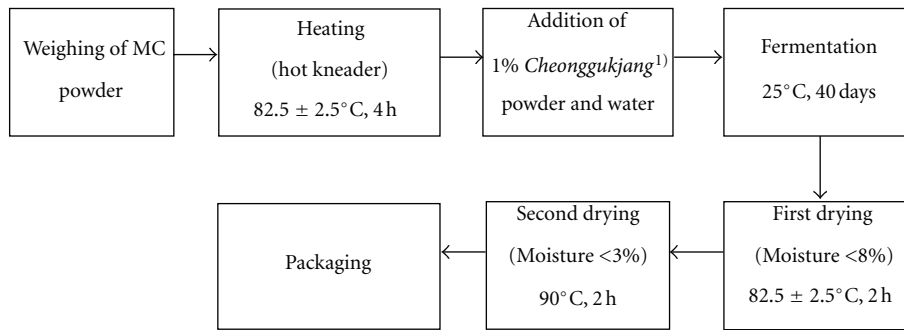 Weighing of MC
powder
Heating
(hot kneader)
82.5 ± 2.5°C, 4 h
Addition of
1% Cheonggukjang1)
powder and water
Fermentation
25°C, 40 days
First drying
(Moisture <8%)
82.5 ± 2.5°C, 2 h
Second drying
(Moisture <3%)
90°C, 2 h
Packaging